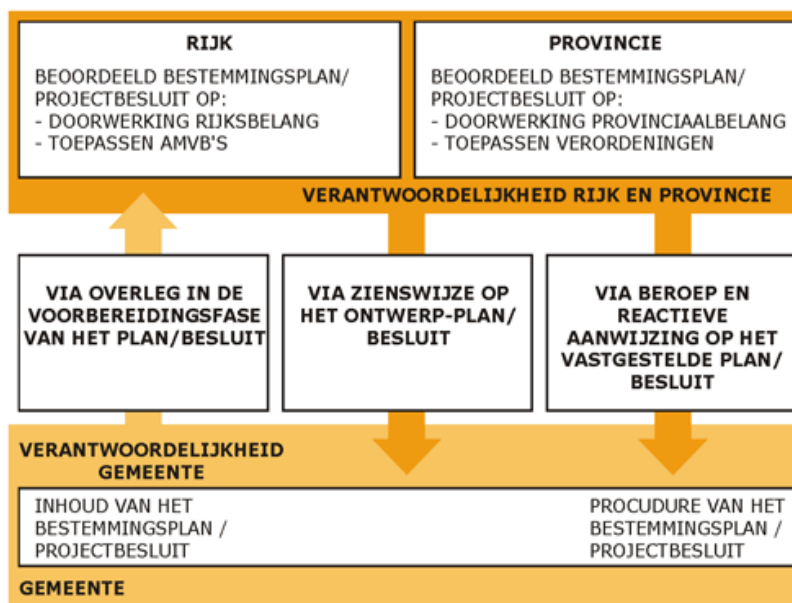 RIJK
BEOORDEELD BESTEMMINGSPLAN/
PROJECTBESLUIT OP:
- DOORWERKING RIJKSBELANG
- TOEPASSEN AMVB'S
PROVINCIE
BEOORDEELD BESTEMMINGSPLAN/
PROJECTBESLUIT OP:
- DOORWERKING PROVINCIAALBELANG
- TOEPASSEN VERORDENINGEN
VERANTWOORDELIJKHEID RIJK EN PROVINCIE
VIA OVERLEG IN DE
VOORBEREIDINGSFASE
VAN HET PLAN/BESLUIT
VIA ZIENSWIJZE OP
HET ONTWERP-PLAN/
BESLUIT
VIA BEROEP EN
REACTIEVE
AANWIJZING OP HET
VASTGESTELDE PLAN/
BESLUIT
VERANTWOORDELIJKHEID
GEMEENTE
INHOUD VAN HET
BESTEMMINGSPLAN /
PROJECTBESLUIT
PROCUDURE VAN HET
BESTEMMINGSPLAN /
PROJECTBESLUIT
GEMEENTE